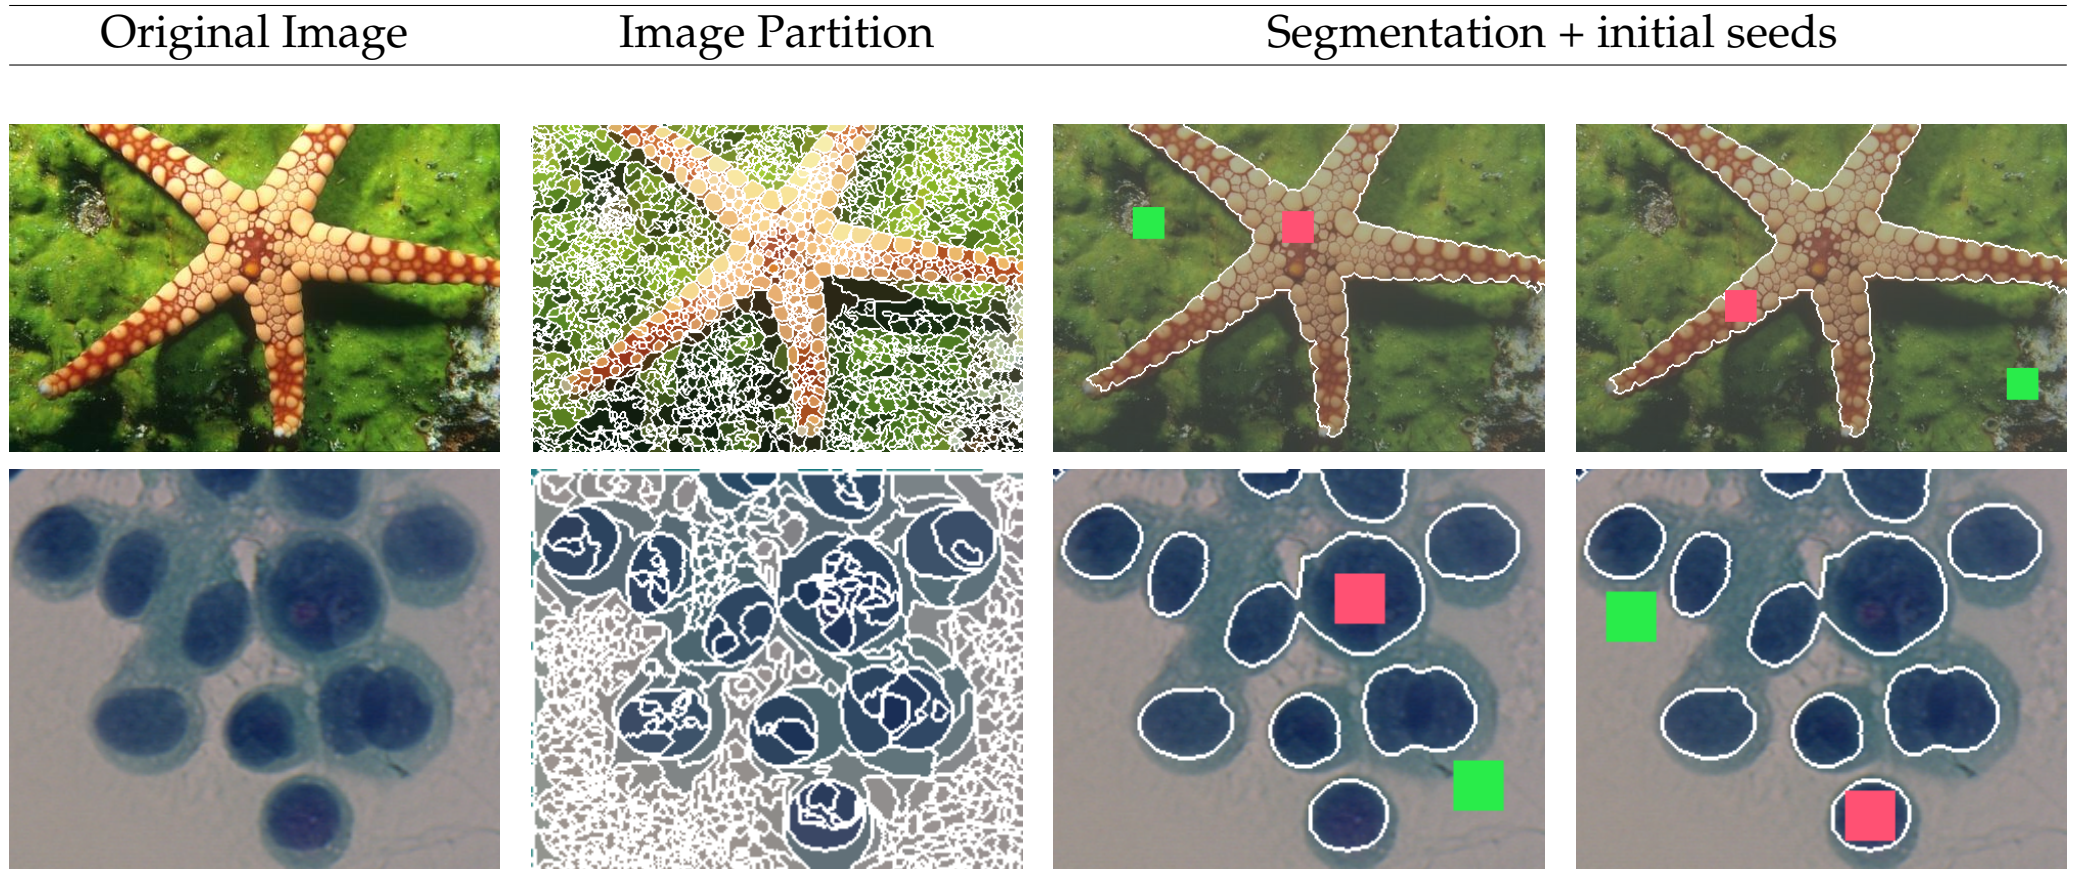 Original Image
Image Partition
Segmentation + initial seeds